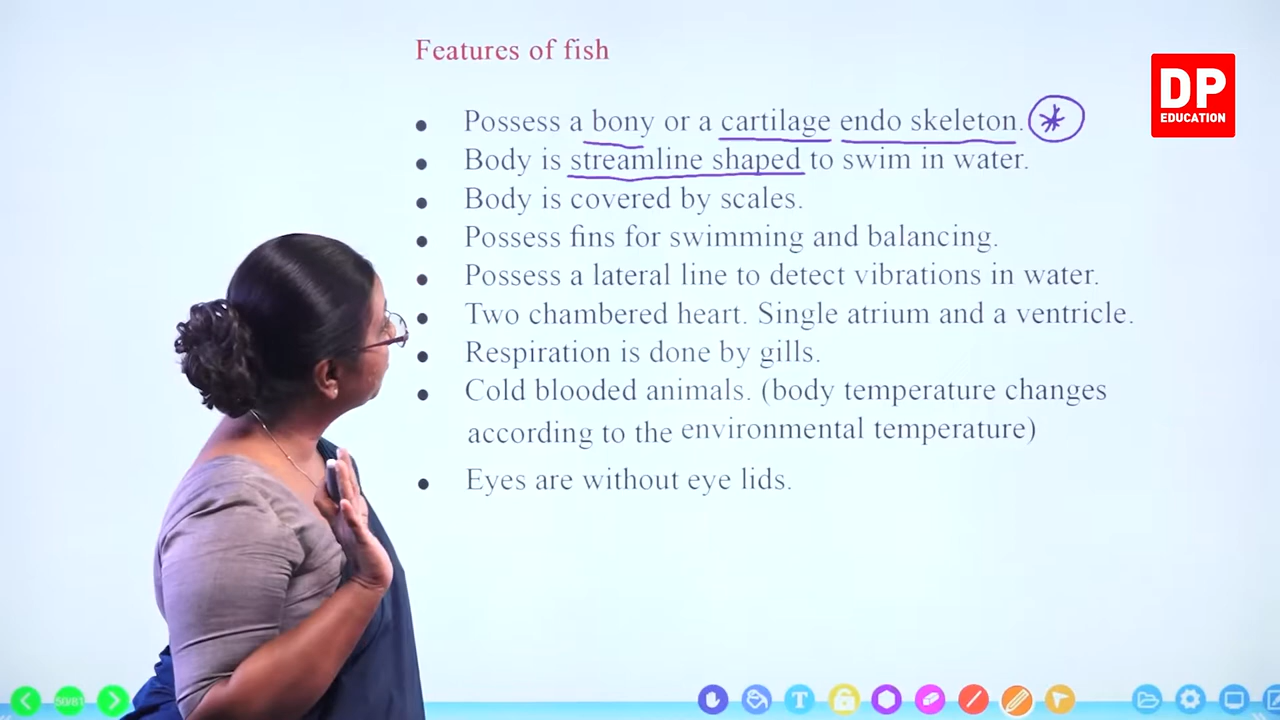 Features of fish
DP
EDUCATION
• Possess a bony or a cartilage endo skeleton.
• Body is streamline shaped to swim in water.
• Body is covered by scales.
• Possess fins for swimming and balancing.
• Possess a lateral line to detect vibrations in water.
• Two chambered heart. Single atrium and a ventricle.
• Respiration is done by gills.
• Cold blooded animals. (body temperature changes
according to the environmental temperature)
• Eyes are without eye lids.
50/61
T